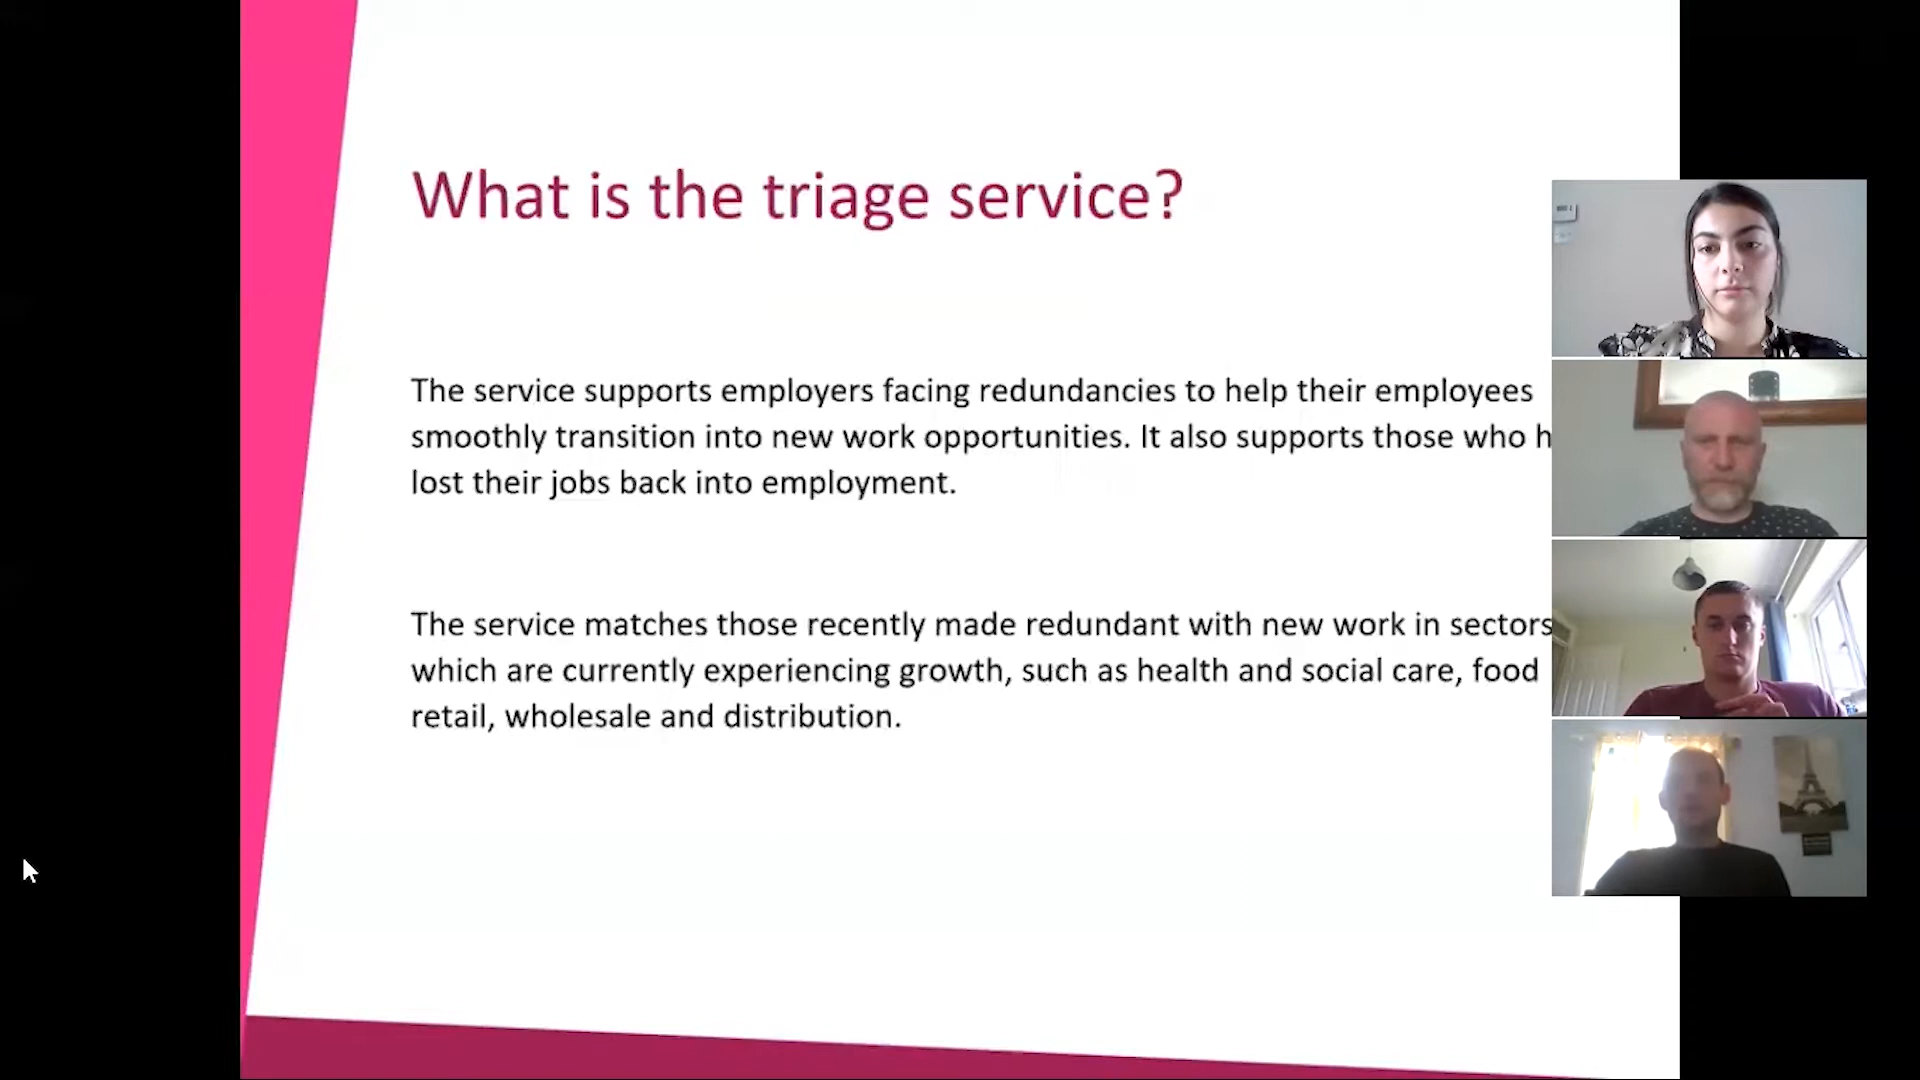 What is the triage service?
The service supports employers facing redundancies to help their employees
smoothly transition into new work opportunities. It also supports those who h
lost their jobs back into employment.
The service matches those recently made redundant with new work in sectors
which are currently experiencing growth, such as health and social care, food
retail, wholesale and distribution.